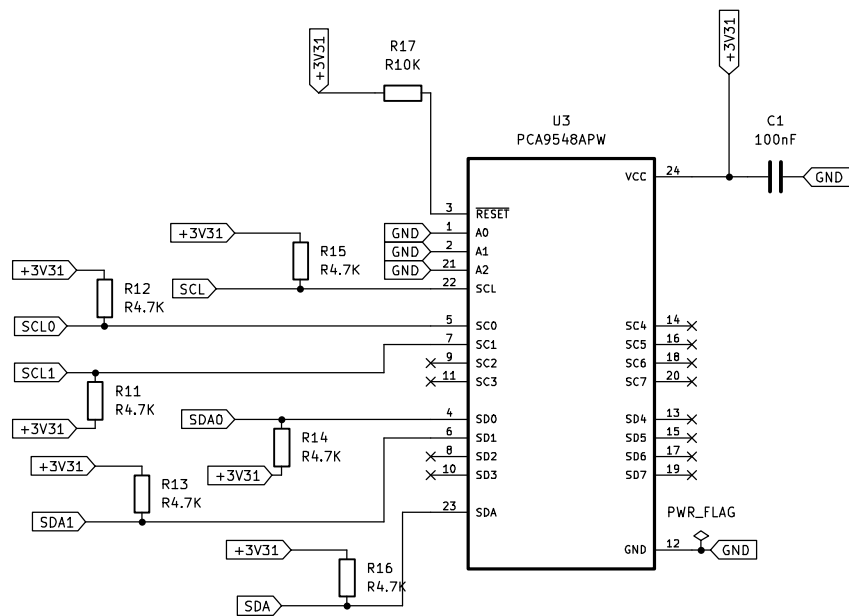 +3V31
R17
R10K
+3V31
U3
PCA9548APW
C1
100nF
VCC
24
GND
3
RESET
GND
1
A0
GND
2
A1
GND
21
A2
+3V31
R15
R4.7K
SCL
22
SCL
+3V31
R12
R4.7K
SCL0
5
SC0
SC4
14
7
SC1
SC5
16
9
SC2
SC6
18
SCL1
11
SC3
SC7
20
R11
R4.7K
+3V31
SDA0
4
SD0
SD4
13
R14
R4.7K
6
SD1
SD5
15
8
SD2
SD6
17
+3V31
+3V31
10
SD3
SD7
19
R13
R4.7K
SDA1
23
SDA
PWR_FLAG
+3V31
GND
12
GND
R16
R4.7K
SDA